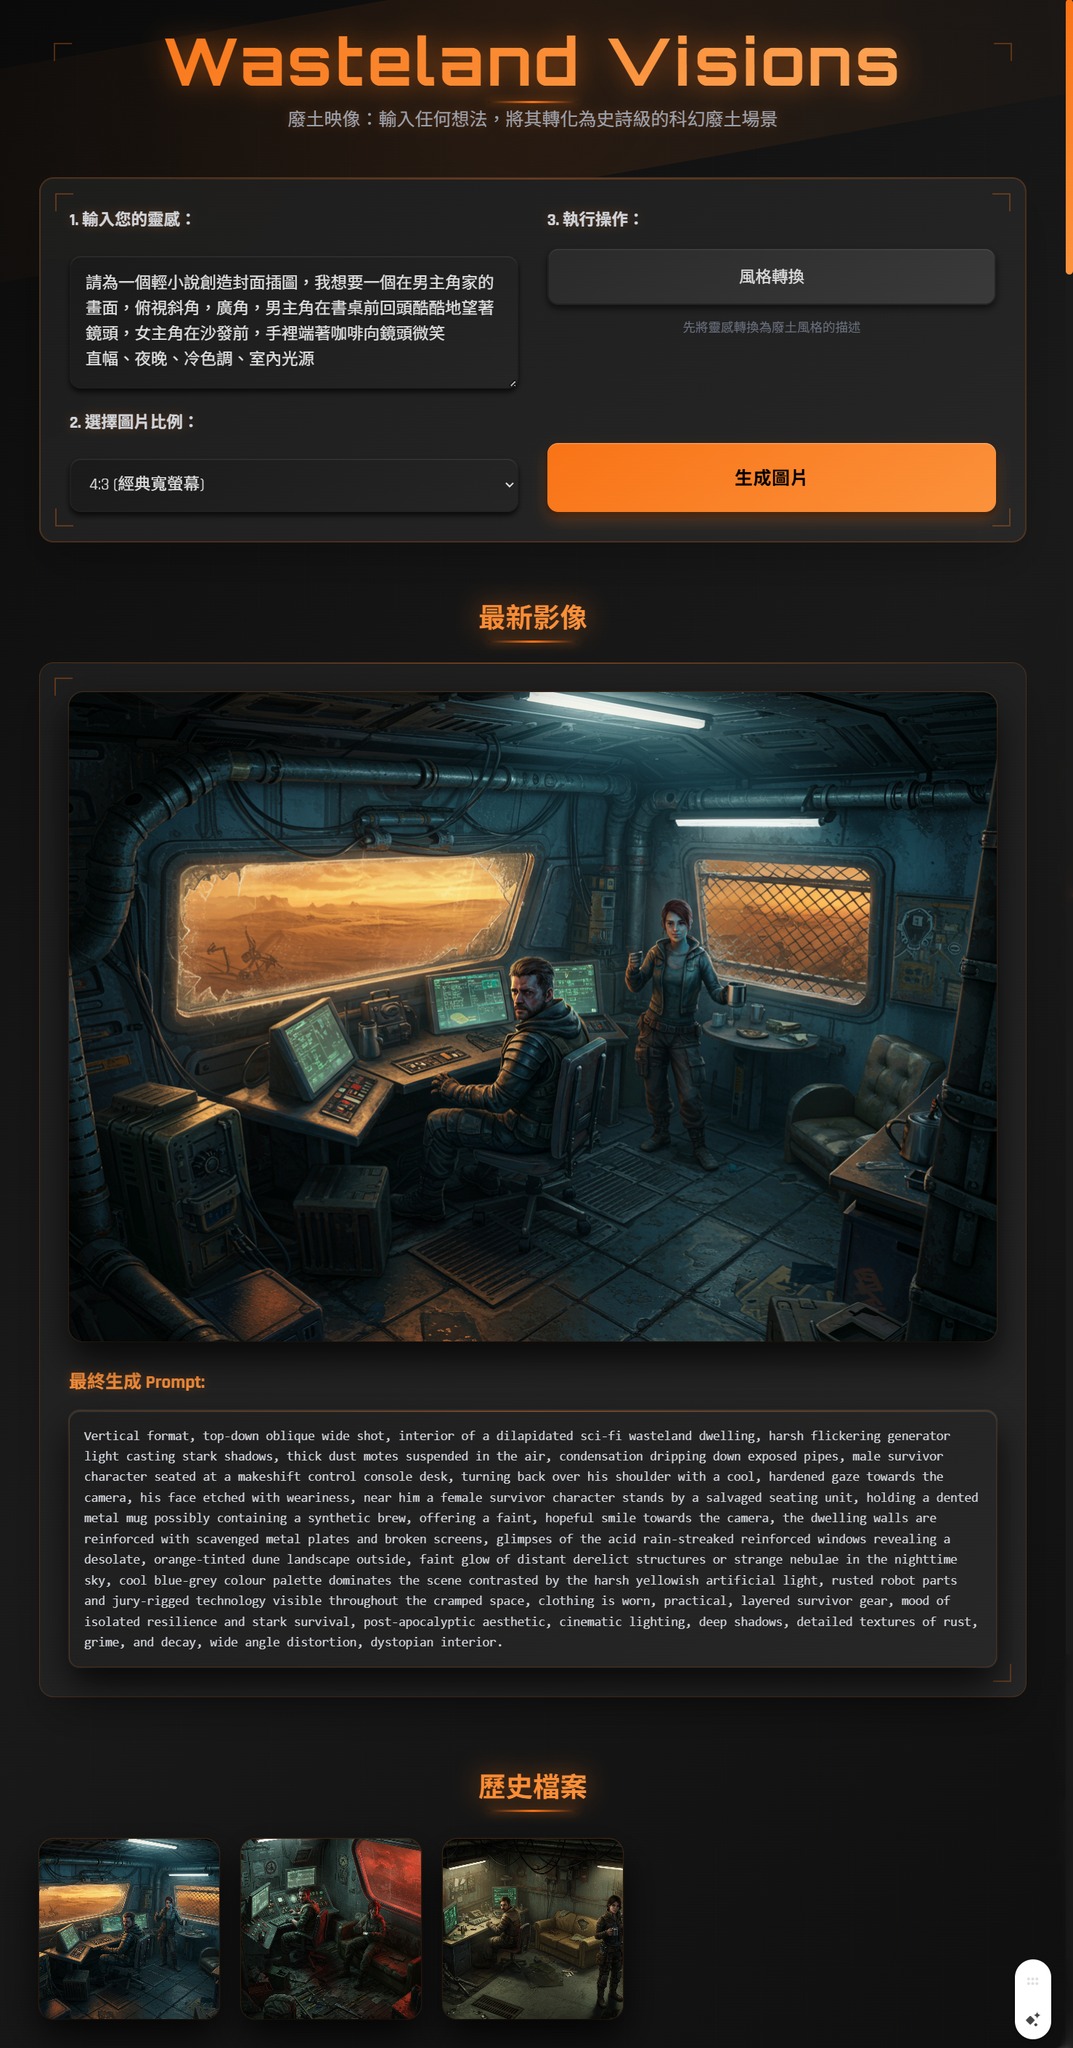 Wasteland Visions
廢土映像：輸入任何想法，將其轉化為史詩級的科幻廢土場景
1. 輸入您的靈感：
請為一個輕小說創造封面插圖，我想要一個在男主角家的
畫面，俯視斜角，廣角，男主角在書桌前回頭酷酷地望著
鏡頭，女主角在沙發前，手裡端著咖啡向鏡頭微笑
直幅、夜晚、冷色調、室內光源
2. 選擇圖片比例：
4:3 (經典寬螢幕)
3. 執行操作：
風格轉換
先將靈感轉換為廢土風格的描述
生成圖片
最新影像
最終生成 Prompt:
Vertical format, top-down oblique wide shot, interior of a dilapidated sci-fi wasteland dwelling, harsh flickering generator
light casting stark shadows, thick dust motes suspended in the air, condensation dripping down exposed pipes, male survivor
character seated at a makeshift control console desk, turning back over his shoulder with a cool, hardened gaze towards the
camera, his face etched with weariness, near him a female survivor character stands by a salvaged seating unit, holding a dented
metal mug possibly containing a synthetic brew, offering a faint, hopeful smile towards the camera, the dwelling walls are
reinforced with scavenged metal plates and broken screens, glimpses of the acid rain-streaked reinforced windows revealing a
desolate, orange-tinted dune landscape outside, faint glow of distant derelict structures or strange nebulae in the nighttime
sky, cool blue-grey colour palette dominates the scene contrasted by the harsh yellowish artificial light, rusted robot parts
and jury-rigged technology visible throughout the cramped space, clothing is worn, practical, layered survivor gear, mood of
isolated resilience and stark survival, post-apocalyptic aesthetic, cinematic lighting, deep shadows, detailed textures of rust,
grime, and decay, wide angle distortion, dystopian interior.
歷史檔案